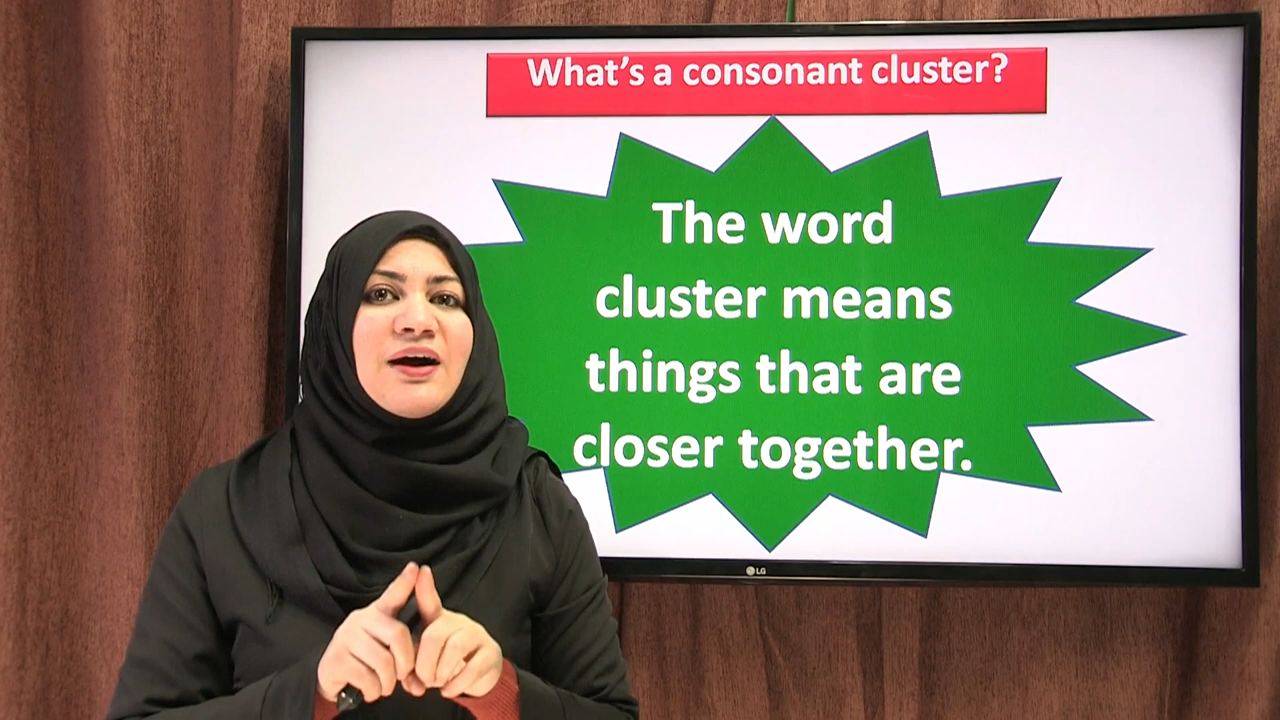 What's a consonant cluster?
The word
cluster means
things that are
closer together.
LG